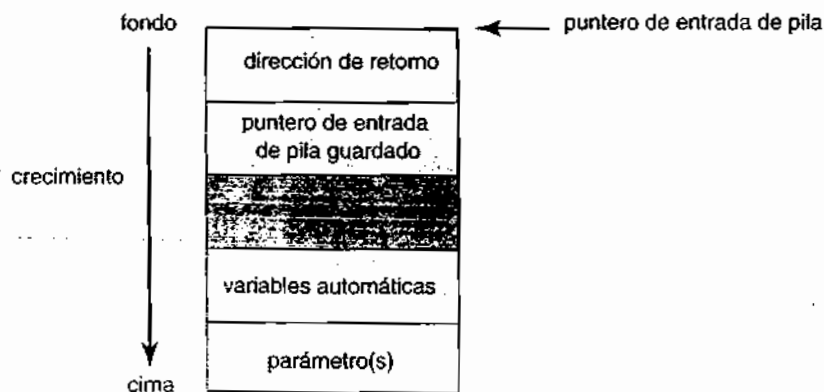 fondo
puntero de entrada de pila
dirección de retorno
puntero de entrada
de pila guardado
crecimiento
variables automáticas
parámetro(s)
cima